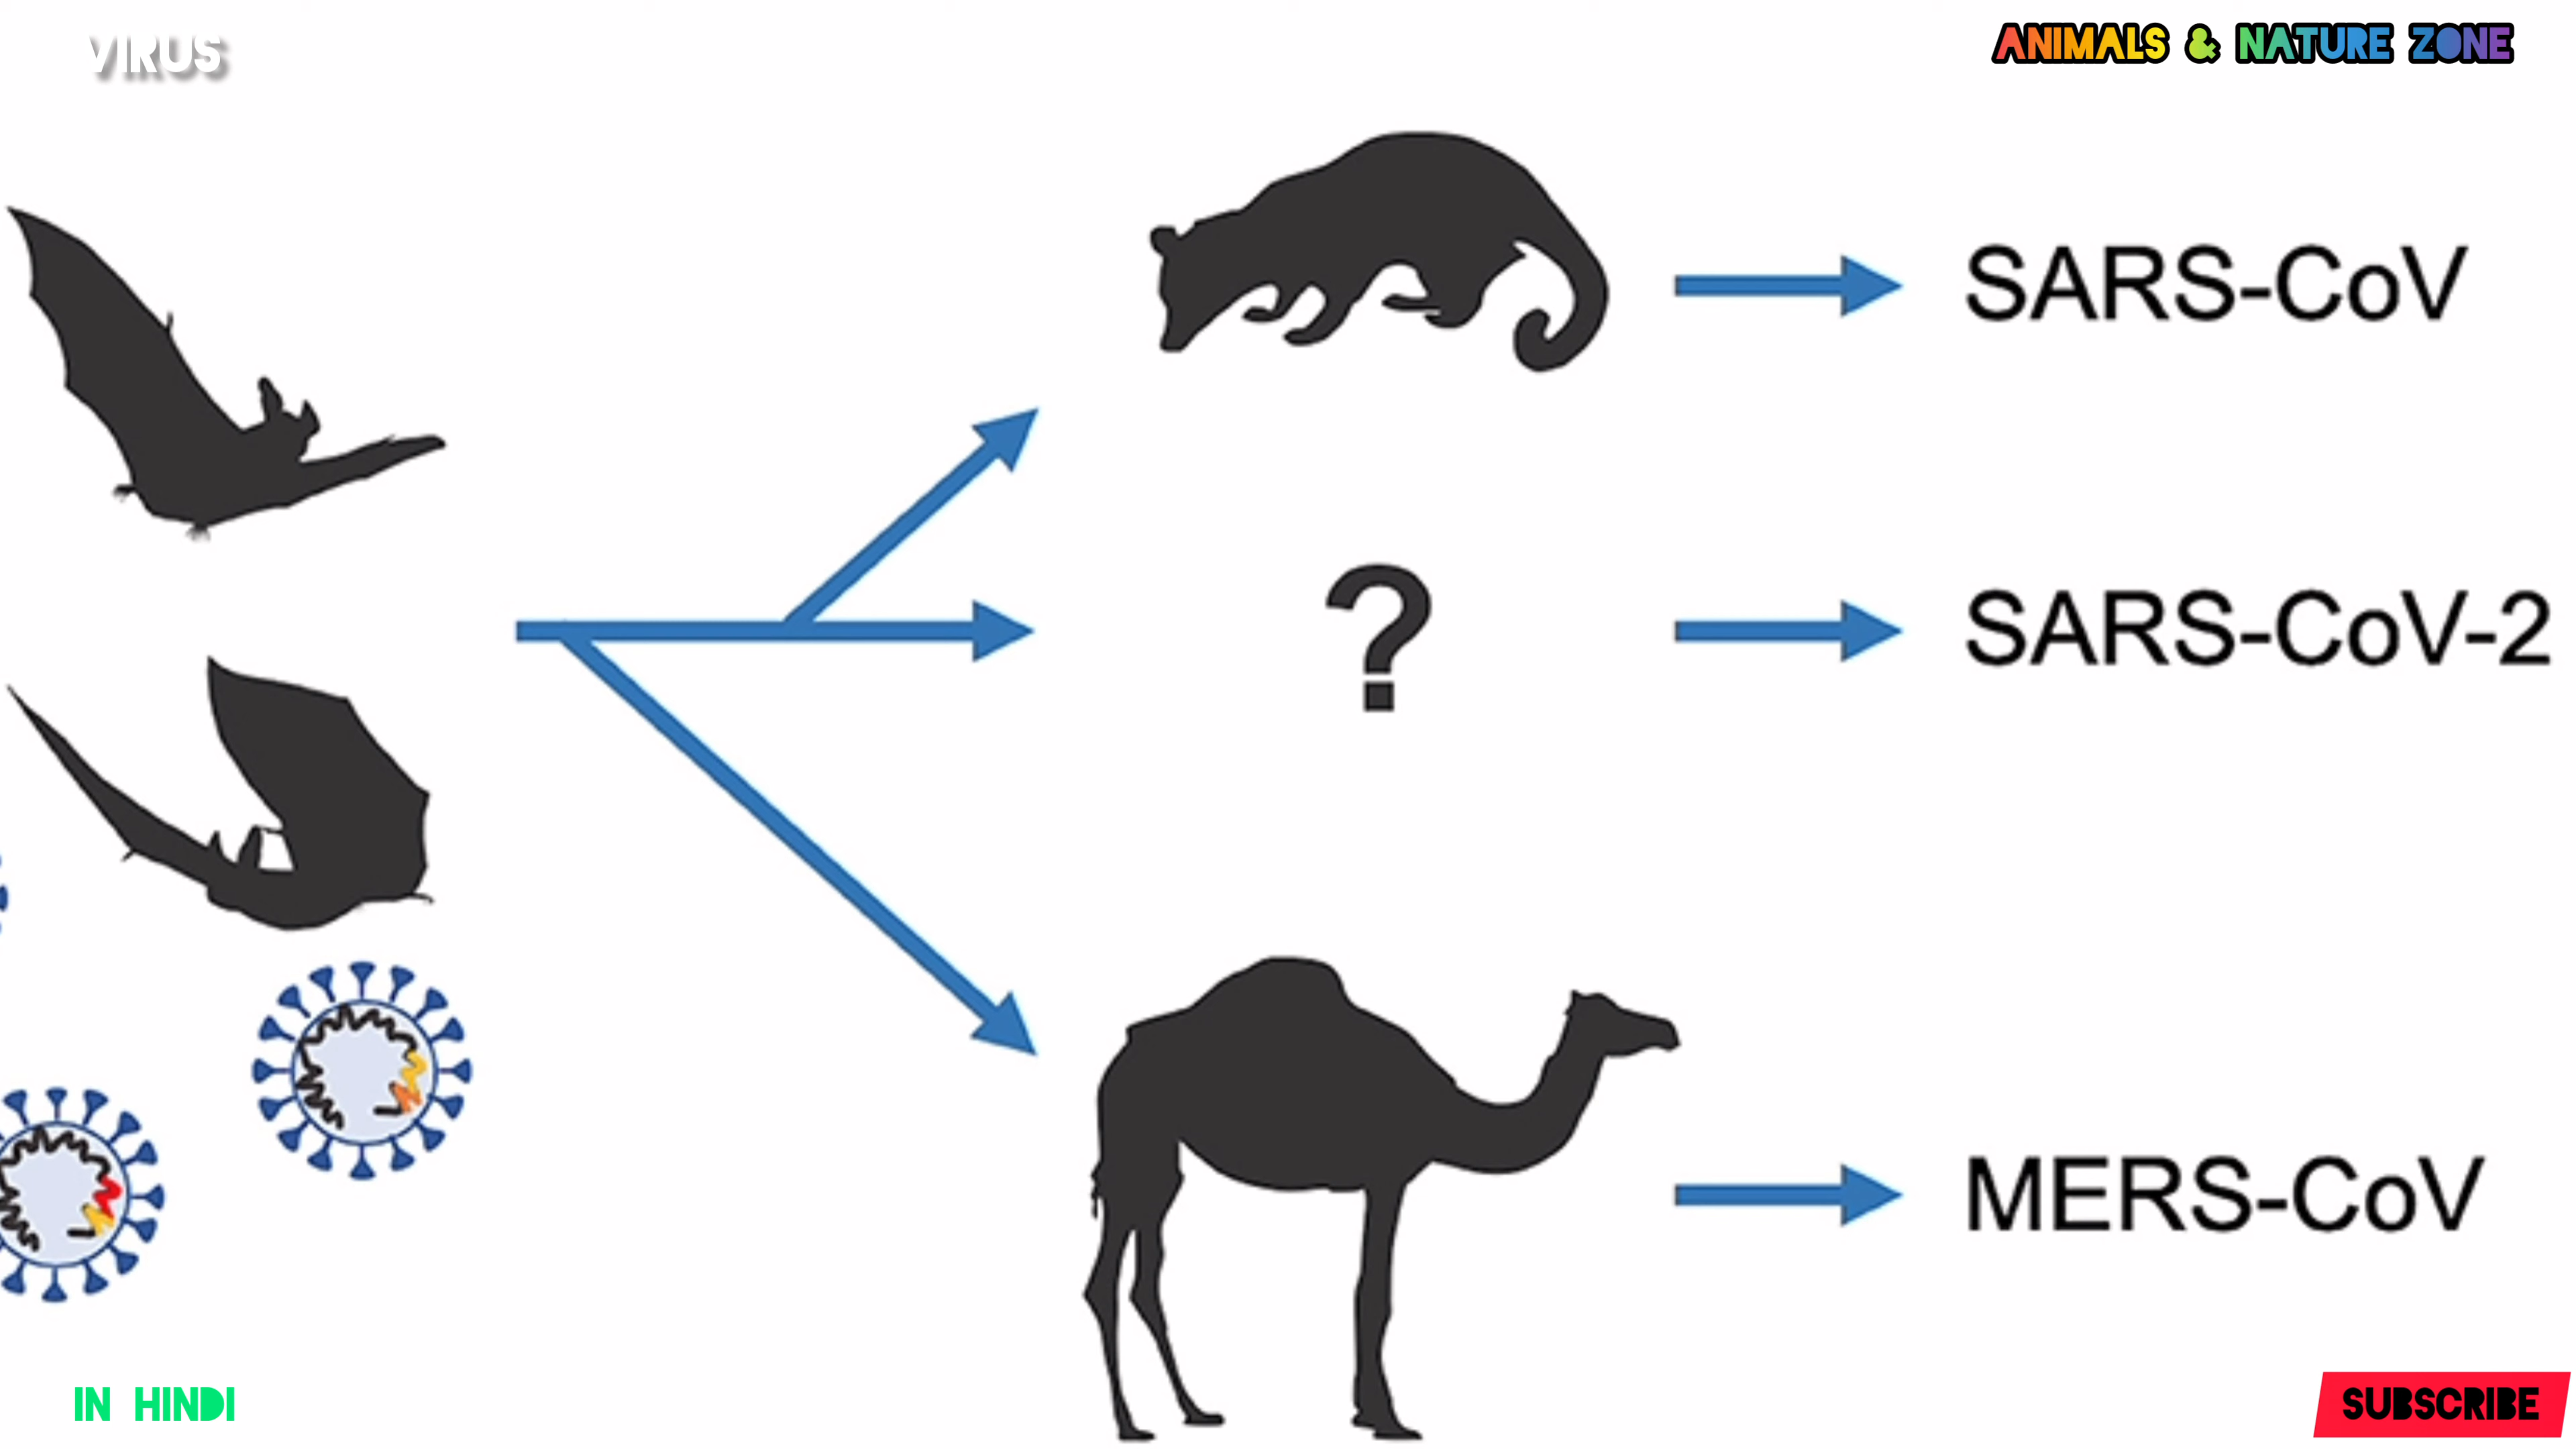 VIRUS
ANIMALS & NATURE ZONE
SARS-CoV
?
SARS-CoV-2
MERS-CoV
IN HINDI
SUBSCRIBE